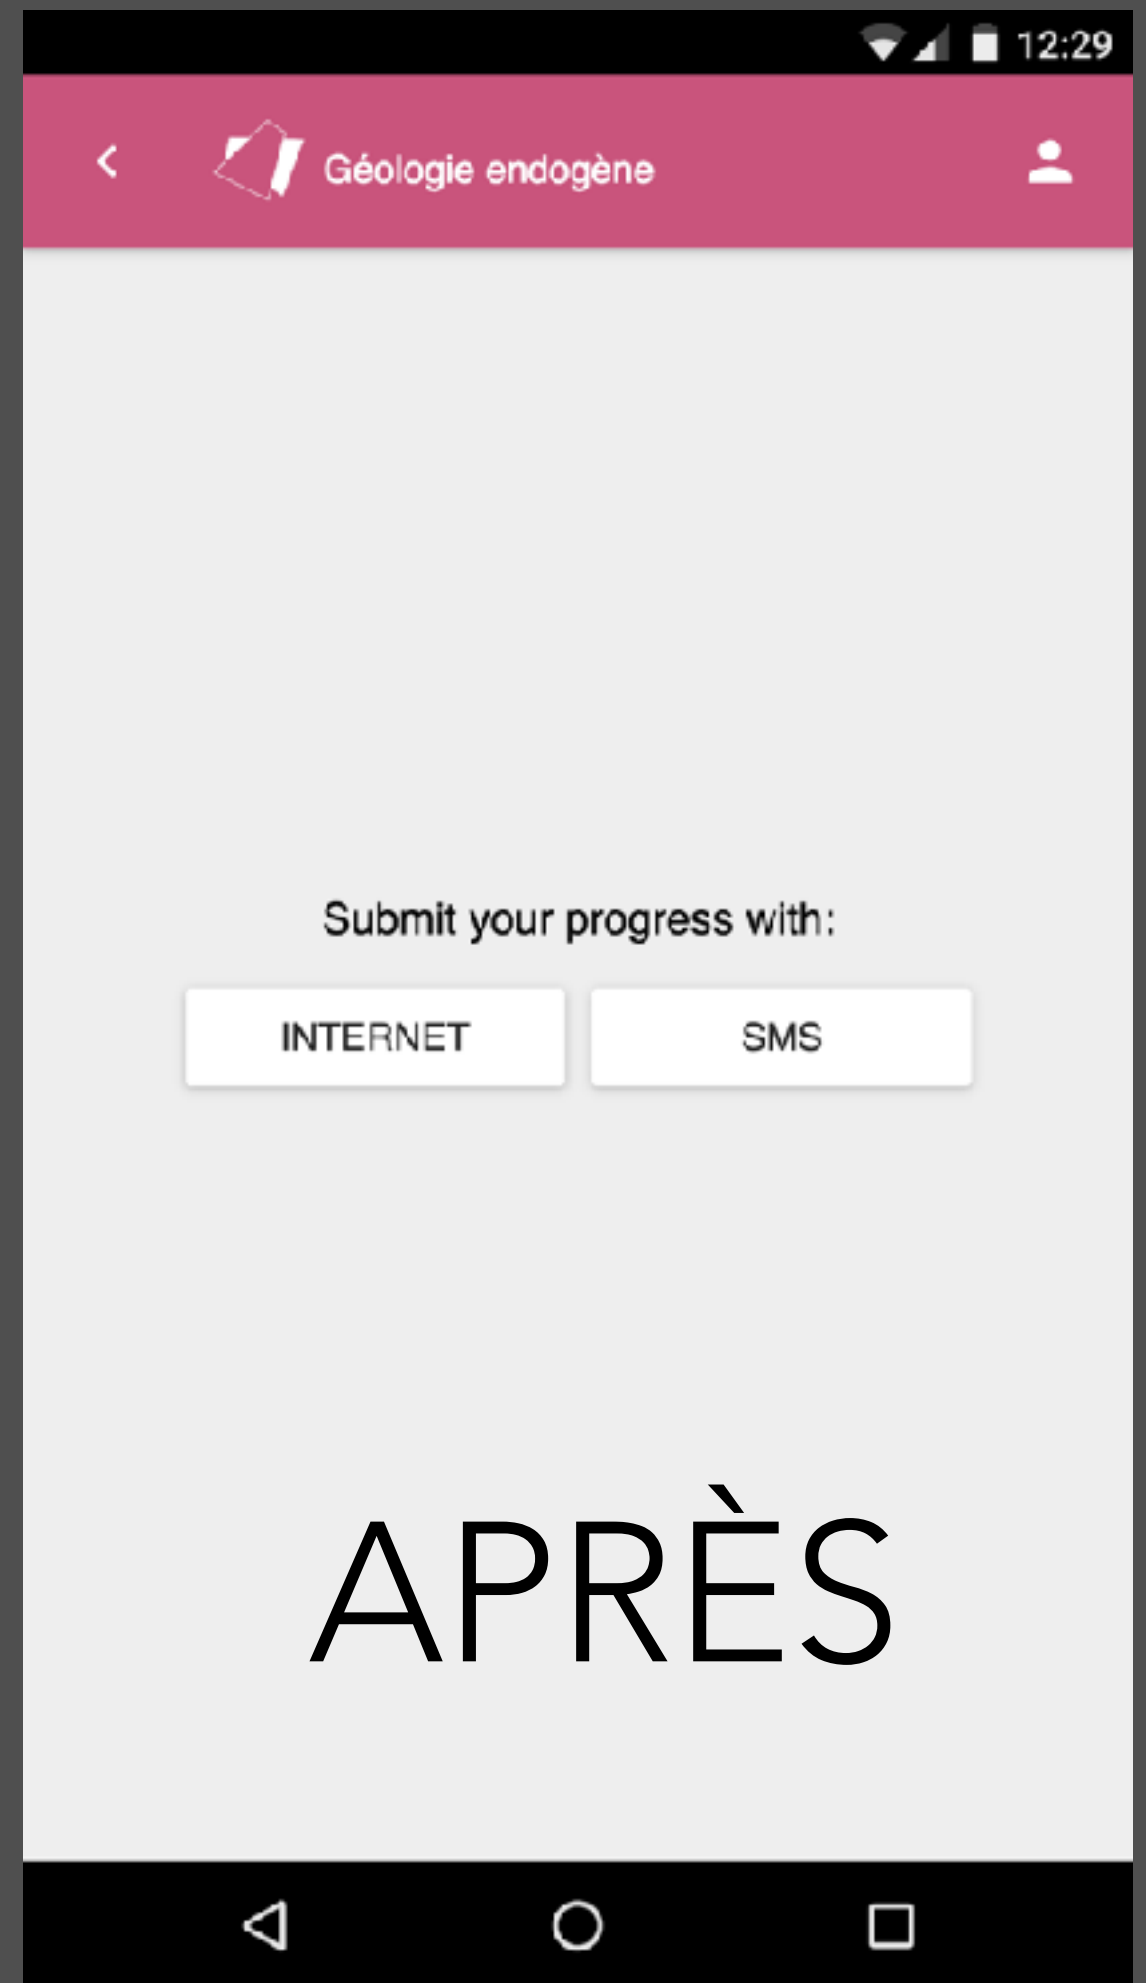 12:29
Géologie endogène
Submit your progress with:
INTERNET SMS
APRÈS